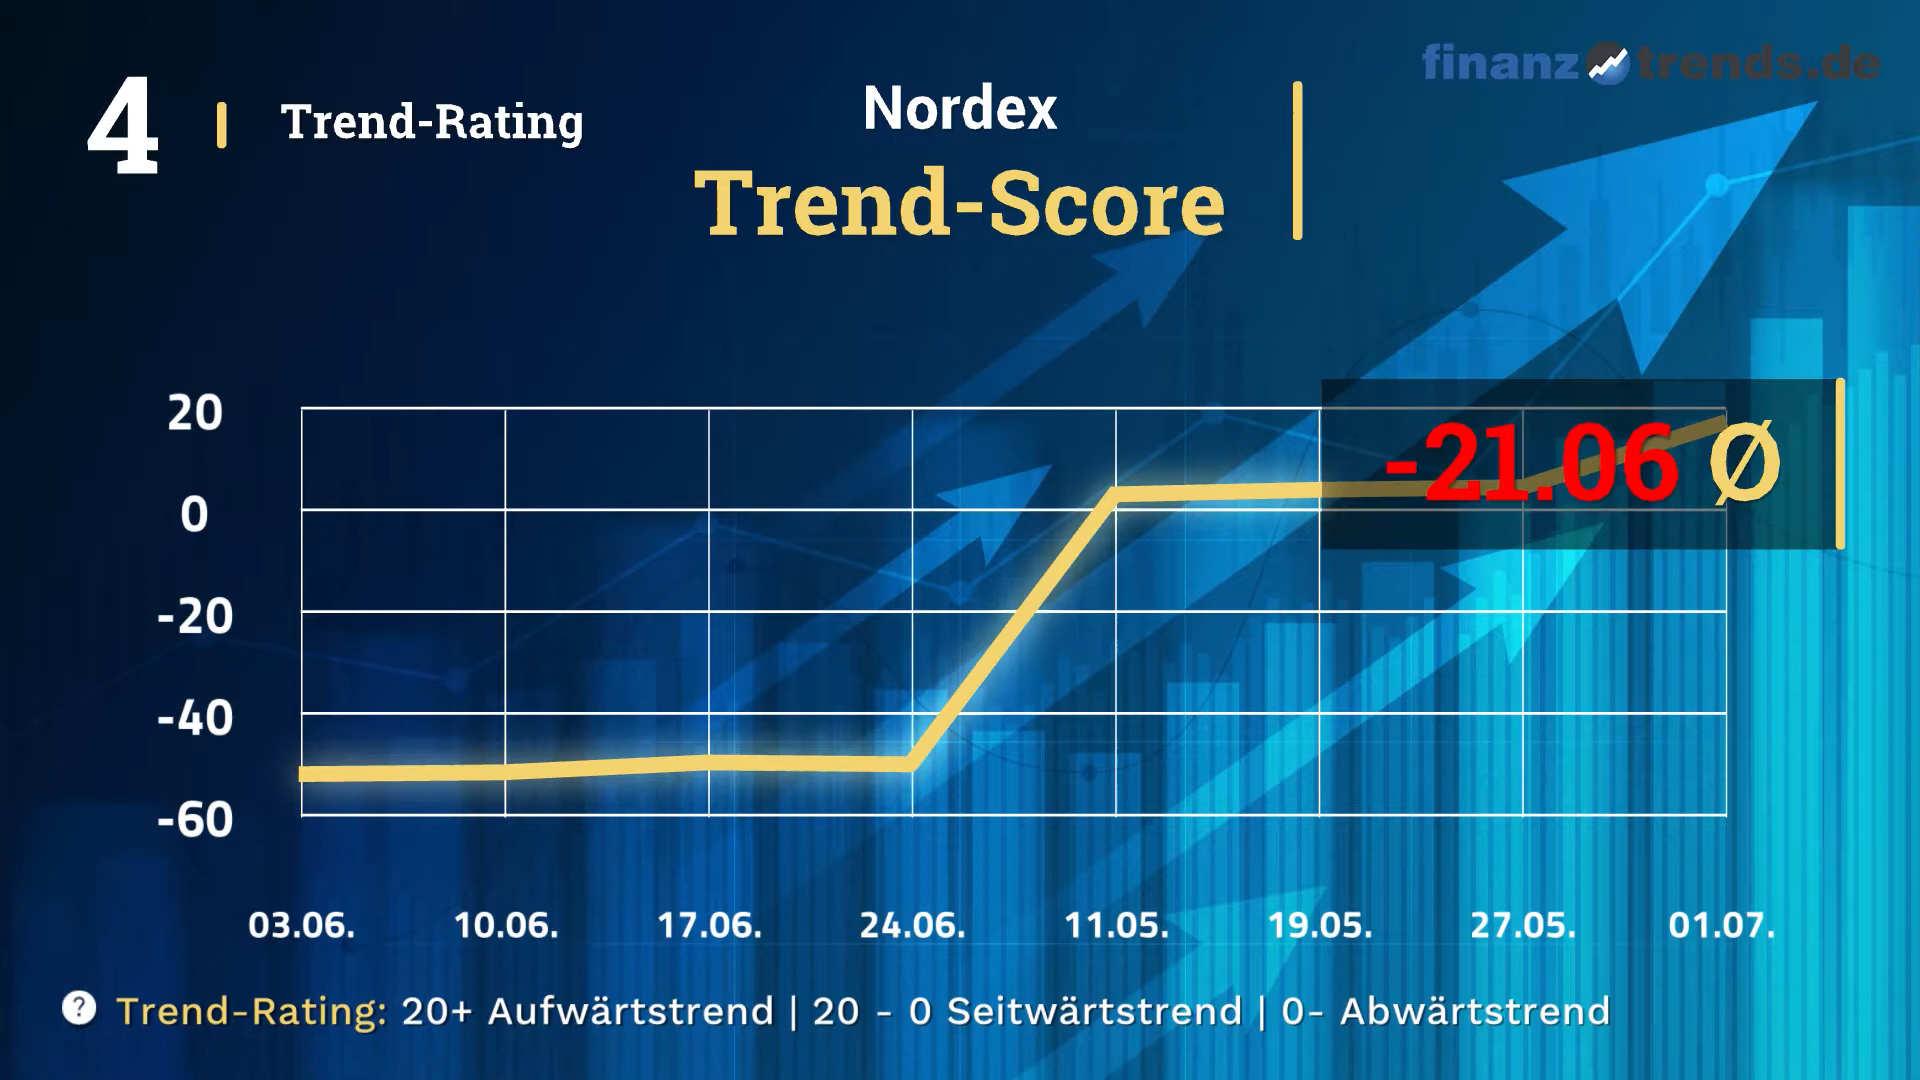 4
Trend-Rating
Nordex
Trend-Score
finanztrends.de
-21.06 Ø
20
0
-20
-40
-60
03.06. 10.06. 17.06. 24.06. 11.05. 19.05. 27.05. 01.07.
? Trend-Rating: 20+ Aufwärtstrend | 20 - 0 Seitwärtstrend | 0- Abwärtstrend